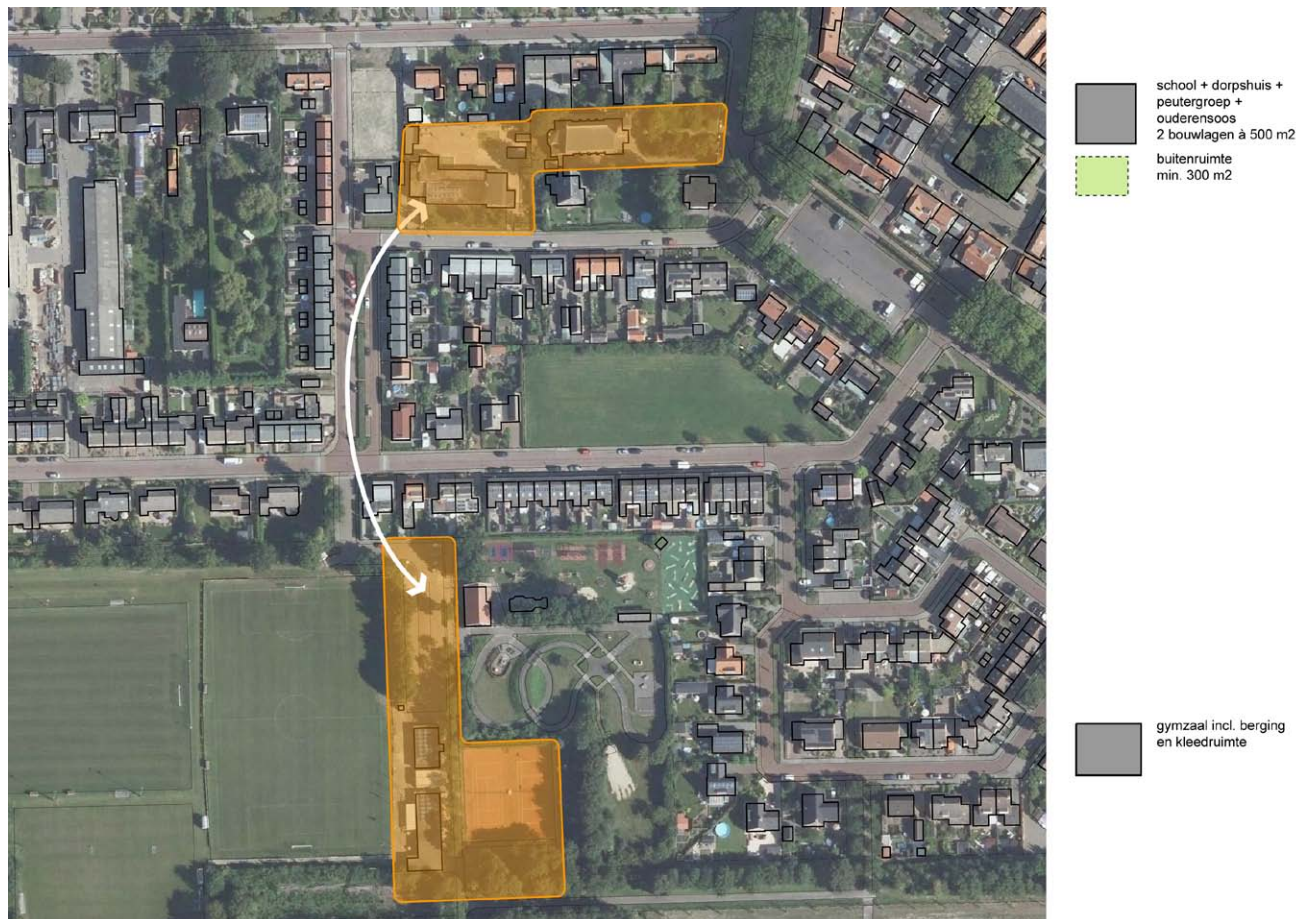 school + dorpshuis +
peutergroep +
ouderensoos
2 bouwlagen à 500 m2
buitenruimte
min. 300 m2
gymzaal incl. berging
en kleedruimte